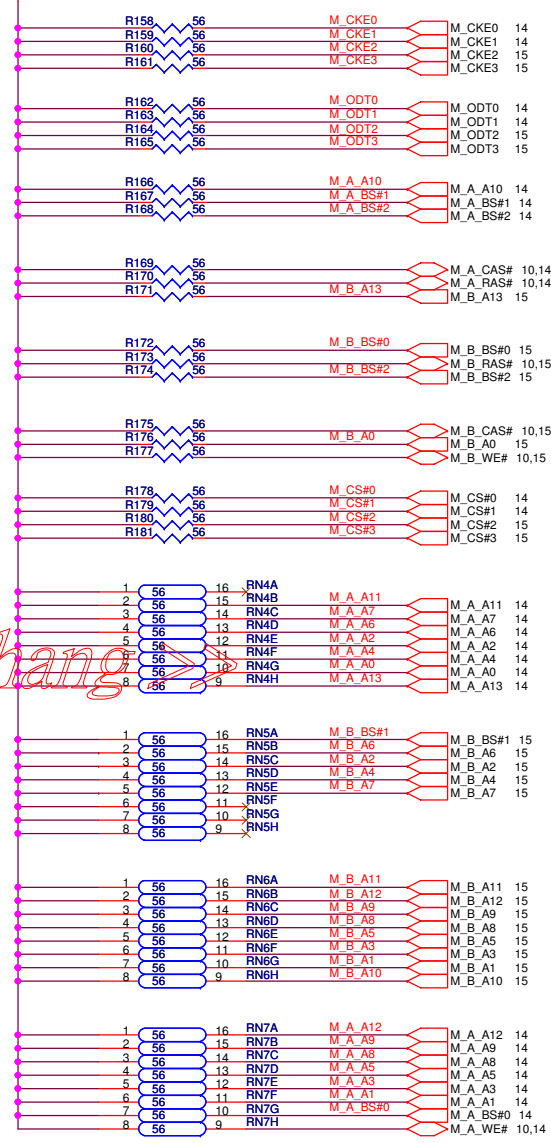 R158 56 M_CKE0 M_CKE0 14
R159 56 M_CKE1 M_CKE1 14
R160 56 M_CKE2 M_CKE2 15
R161 56 M_CKE3 M_CKE3 15
R162 56 M_ODT0 M_ODT0 14
R163 56 M_ODT1 M_ODT1 14
R164 56 M_ODT2 M_ODT2 15
R165 56 M_ODT3 M_ODT3 15
R166 56 M_A_A10 M_A_A10 14
R167 56 M_A_BS#1 M_A_BS#1 14
R168 56 M_A_BS#2 M_A_BS#2 14
R169 56 M_A_CAS# 10,14
R170 56 M_A_RAS# 10,14
R171 56 M_B_A13 M_B_A13 15
R172 56 M_B_BS#0 M_B_BS#0 15
R173 56 M_B_RAS# 10,15
R174 56 M_B_BS#2 M_B_BS#2 15
R175 56 M_B_CAS# 10,15
R176 56 M_B_A0 M_B_A0 15
R177 56 M_B_WE# 10,15
R178 56 M_CS#0 M_CS#0 14
R179 56 M_CS#1 M_CS#1 14
R180 56 M_CS#2 M_CS#2 15
R181 56 M_CS#3 M_CS#3 15
1 56 16 RN4A
2 56 15 RN4B M_A_A11 M_A_A11 14
3 56 14 RN4C M_A_A7 M_A_A7 14
4 56 13 RN4D M_A_A6 M_A_A6 14
5 56 12 RN4E M_A_A2 M_A_A2 14
56 11 RN4F M_A_A4 M_A_A4 14
hang >>
7 56 10 RN4G M_A_A0 M_A_A0 14
8 56 9 RN4H M_A_A13 M_A_A13 14
1 56 16 RN5A M_B_BS#1 M_B_BS#1 15
2 56 15 RN5B M_B_A6 M_B_A6 15
3 56 14 RN5C M_B_A2 M_B_A2 15
4 56 13 RN5D M_B_A4 M_B_A4 15
5 56 12 RN5E M_B_A7 M_B_A7 15
6 56 11 RN5F
7 56 10 RN5G
8 56 9 RN5H
1 56 16 RN6A M_B_A11 M_B_A11 15
2 56 15 RN6B M_B_A12 M_B_A12 15
3 56 14 RN6C M_B_A9 M_B_A9 15
4 56 13 RN6D M_B_A8 M_B_A8 15
5 56 12 RN6E M_B_A5 M_B_A5 15
6 56 11 RN6F M_B_A3 M_B_A3 15
7 56 10 RN6G M_B_A1 M_B_A1 15
8 56 9 RN6H M_B_A10 M_B_A10 15
1 56 16 RN7A M_A_A12 M_A_A12 14
2 56 15 RN7B M_A_A9 M_A_A9 14
3 56 14 RN7C M_A_A8 M_A_A8 14
4 56 13 RN7D M_A_A5 M_A_A5 14
5 56 12 RN7E M_A_A3 M_A_A3 14
6 56 11 RN7F M_A_A1 M_A_A1 14
7 56 10 RN7G M_A_BS#0 M_A_BS#0 14
8 56 9 RN7H M_A_WE# 10,14